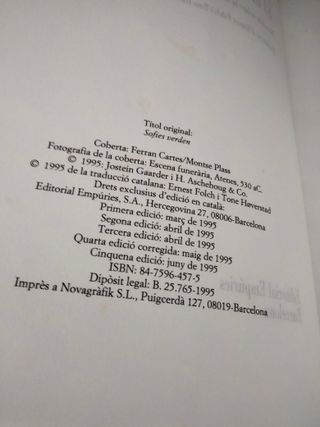 Títol original:
Sofies verden
Coberta: Ferran Cartes/Montse Plass
Fotografia de la coberta: Escena funerària, Atenes, 530 aC.
© 1995: Jostein Gaarder i H. Aschehoug & Co.
© 1995 de la traducció catalana: Ernest Folch i Tone Høventad
Drets exclusius d'edició en català:
Editorial Empúries, S.A., Hercegovina 27, 08006-Barcelona
Primera edició: març de 1995
Segona edició: abril de 1995
Tercera edició: abril de 1995
Quarta edició corregida: maig de 1995
Cinquena edició: juny de 1995
ISBN: 84-7596-457-5
Dipòsit legal: B. 25.765-1995
Imprès a Novagràfik S.L., Puigcerdà 127, 08019-Barcelona